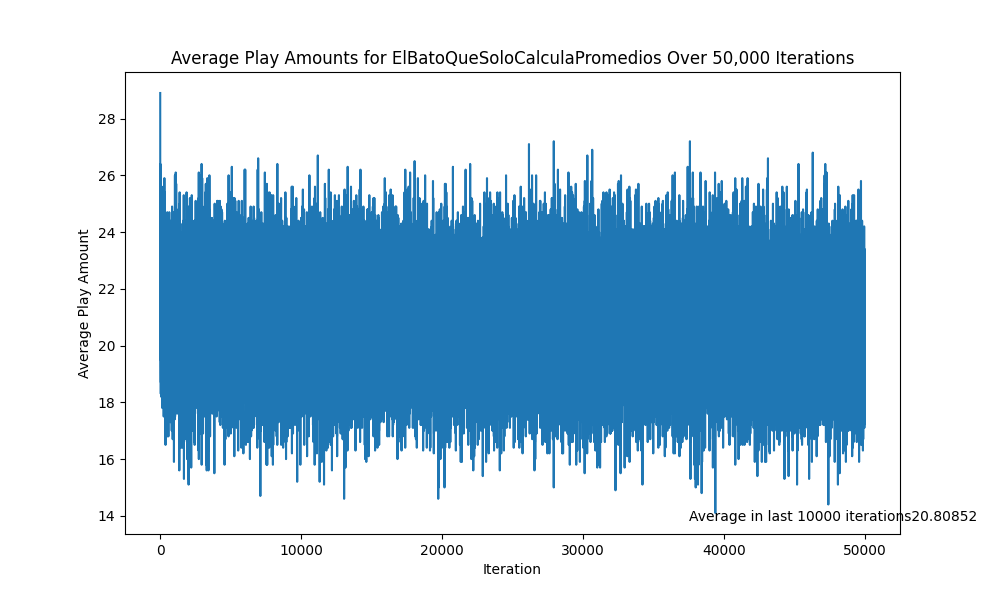 Average Play Amounts for ElBatoQueSoloCalculaPromedios Over 50,000 Iterations
28
26
24
22
20
18
16
14
Average Play Amount
Average in last 10000 iterations20.80852
0 10000 20000 30000 40000 50000
Iteration